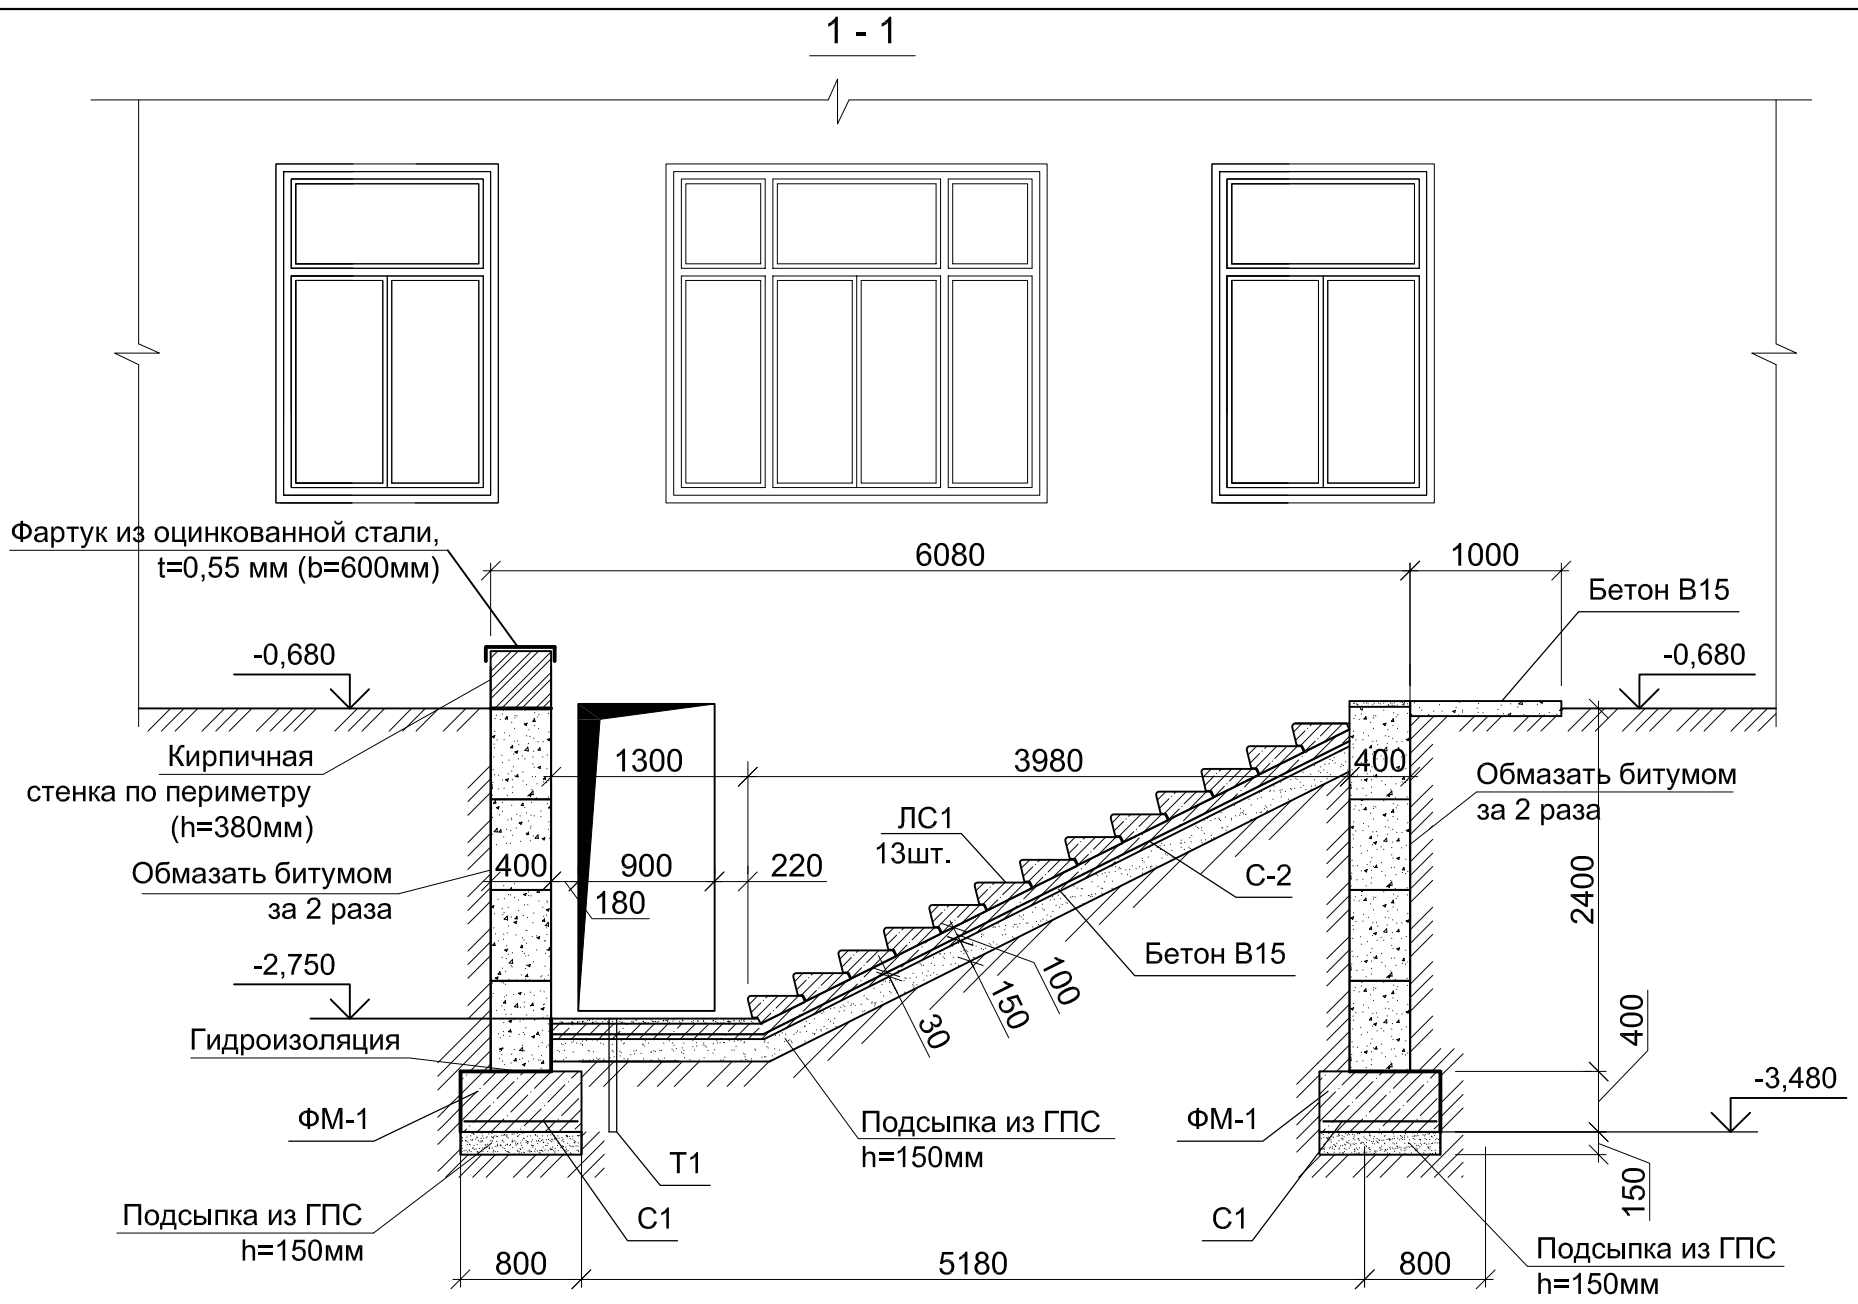 1 - 1
Фартук из оцинкованной стали,
t=0,55 мм (b=600мм)
6080
1000
Бетон В15
-0,680
-0,680
Кирпичная
стенка по периметру
(h=380мм)
1300
3980
400
Обмазать битумом
за 2 раза
ЛС1
13шт.
Обмазать битумом
за 2 раза
400
900
220
180
С-2
2400
Бетон В15
-2,750
100
150
30
Гидроизоляция
400
-3,480
ФМ-1
Подсыпка из ГПС
h=150мм
ФМ-1
Т1
150
Подсыпка из ГПС
h=150мм
С1
С1
Подсыпка из ГПС
h=150мм
800
5180
800